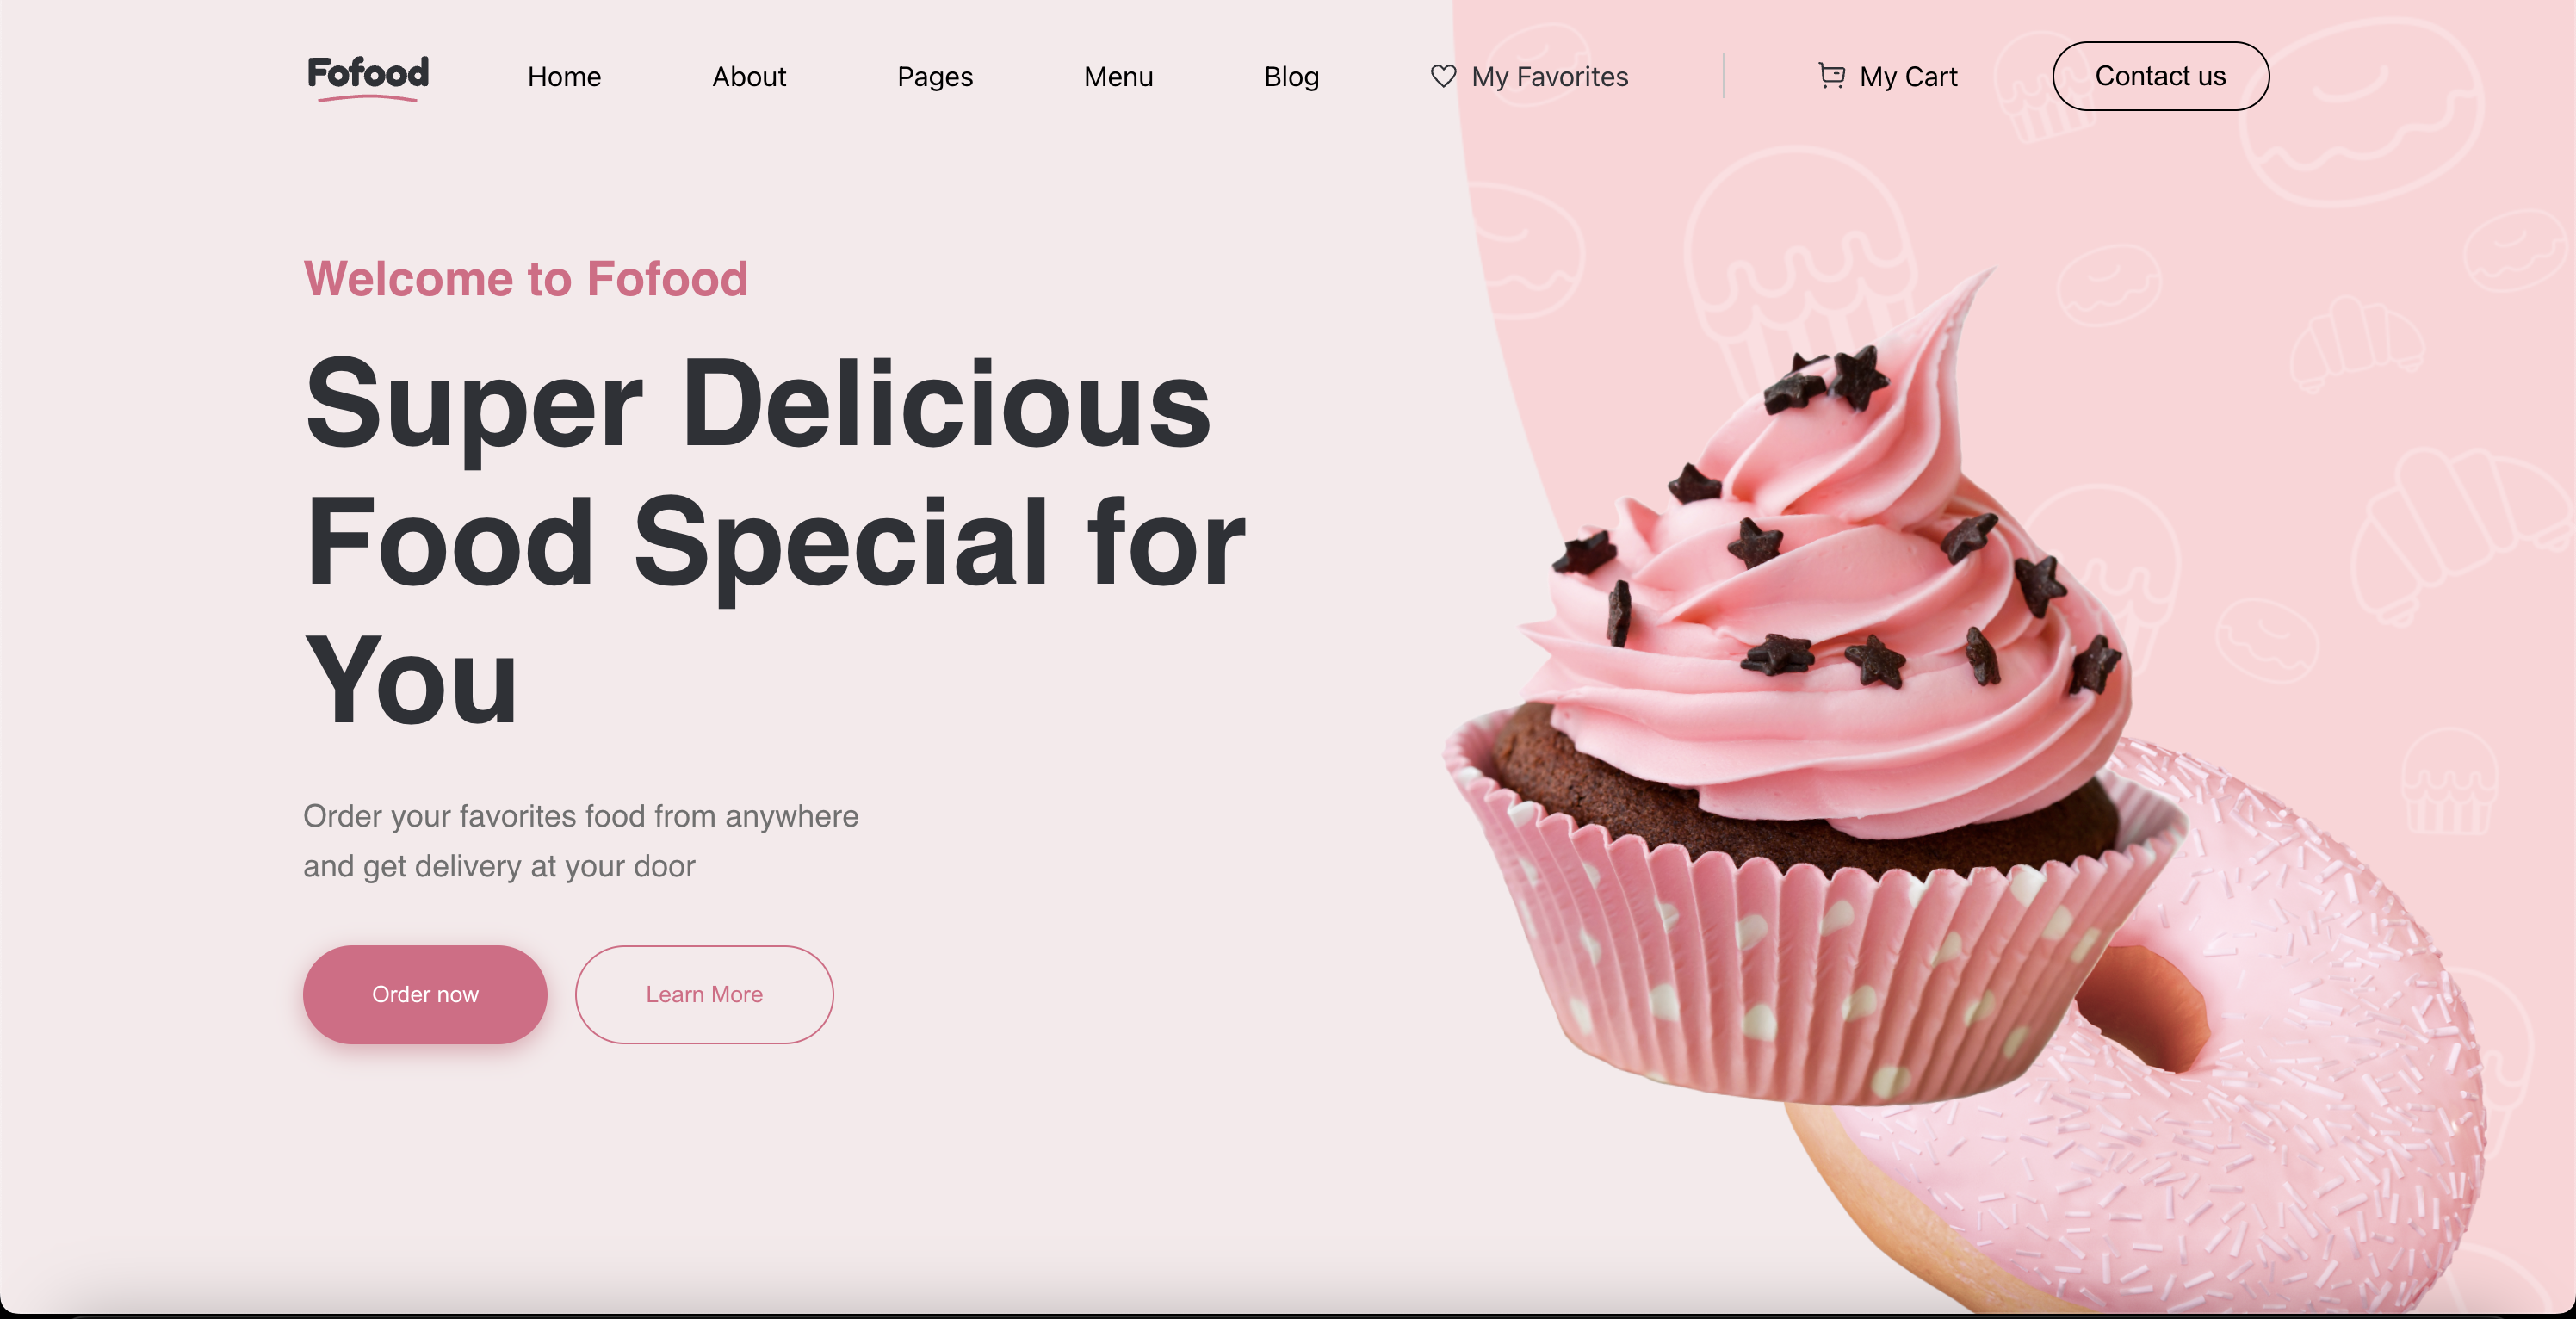 Fofood
Home
About
Pages
Menu
Blog
My Favorites
My Cart
Contact us
Welcome to Fofood
Super Delicious
Food Special for
You
Order your favorites food from anywhere
and get delivery at your door
Order now
Learn More